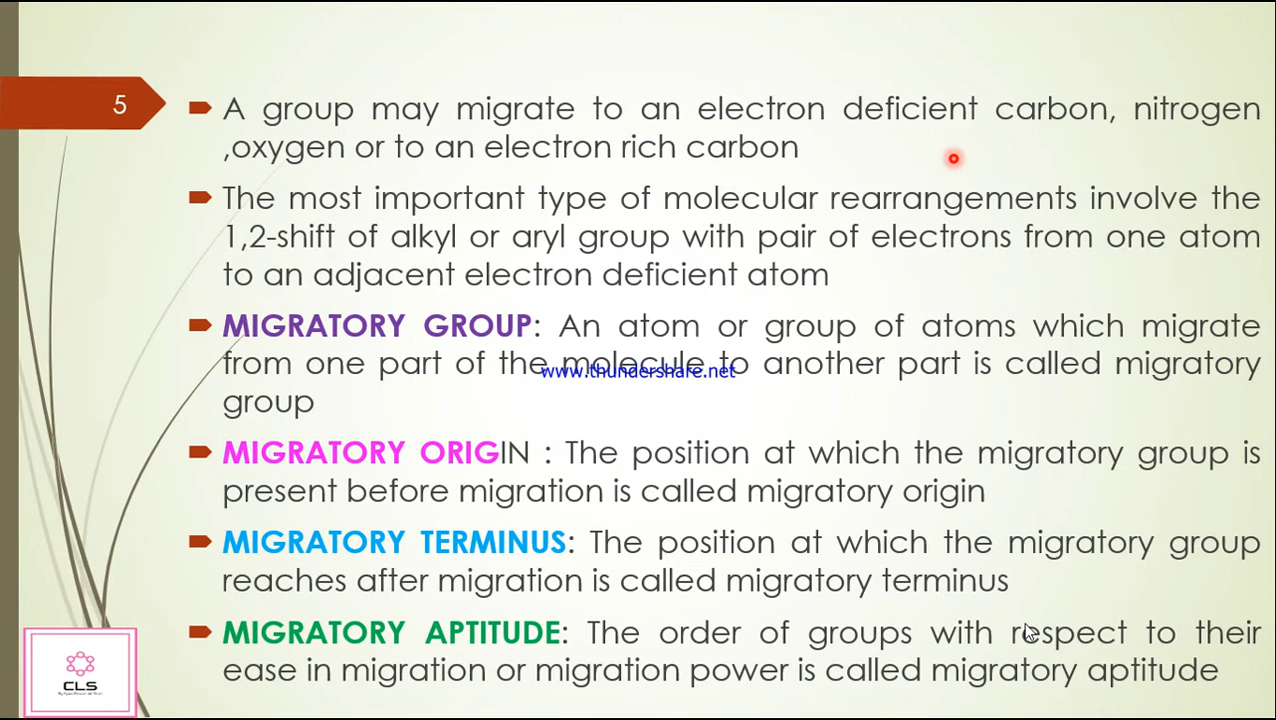 5
A group may migrate to an electron deficient carbon, nitrogen
,oxygen or to an electron rich carbon
The most important type of molecular rearrangements involve the
1,2-shift of alkyl or aryl group with pair of electrons from one atom
to an adjacent electron deficient atom
MIGRATORY GROUP: An atom or group of atoms which migrate
from one part of the molecule to another part is called migratory
www.thundershare.net
group
MIGRATORY ORIGIN : The position at which the migratory group is
present before migration is called migratory origin
MIGRATORY TERMINUS: The position at which the migratory group
reaches after migration is called migratory terminus
MIGRATORY APTITUDE: The order of groups with respect to their
ease in migration or migration power is called migratory aptitude
CLS